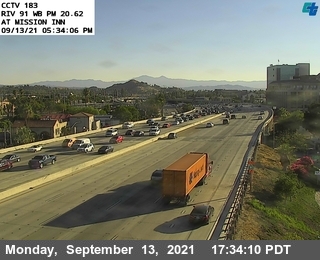 CCTV 183
RIV 91 WB PM 20.62
AT MISSION INN
09/13/21 05:34:06 PM
Monday, September 13, 2021 17:34:10 PDT